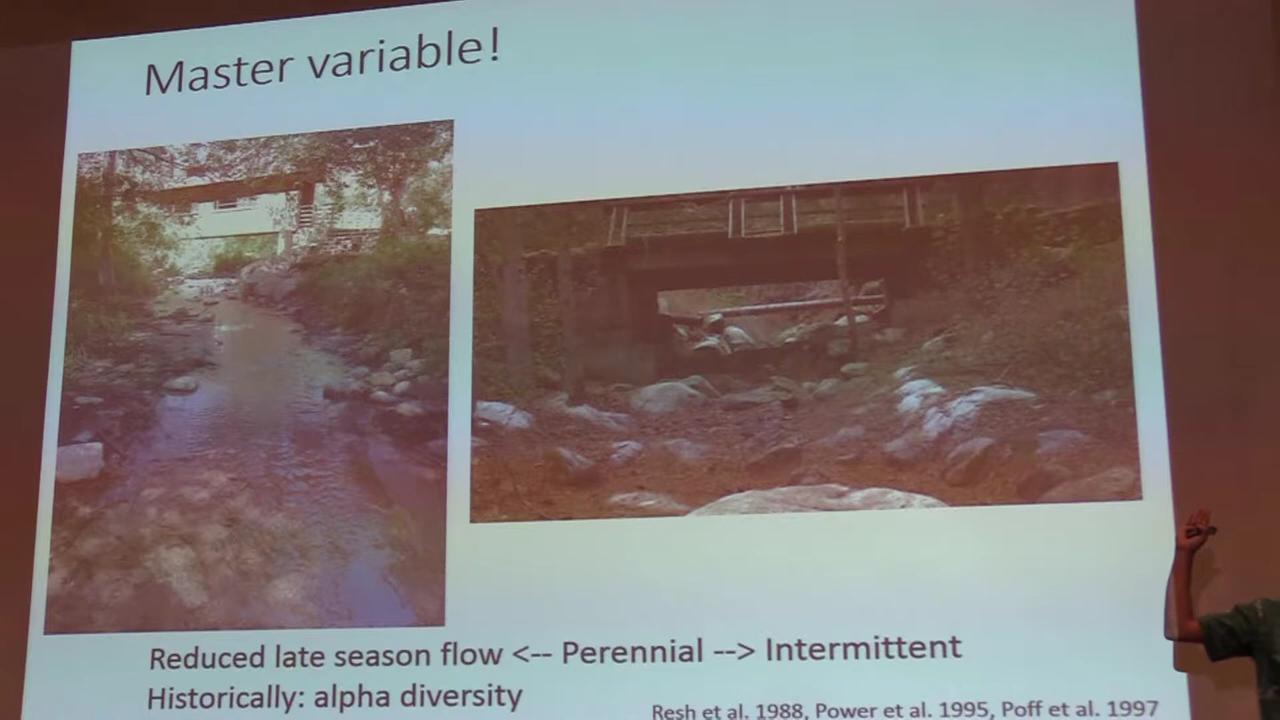 Master variable!
Reduced late season flow <-- Perennial --> Intermittent
Historically: alpha diversity
Resh et al. 1988, Power et al. 1995, Poff et al. 1997